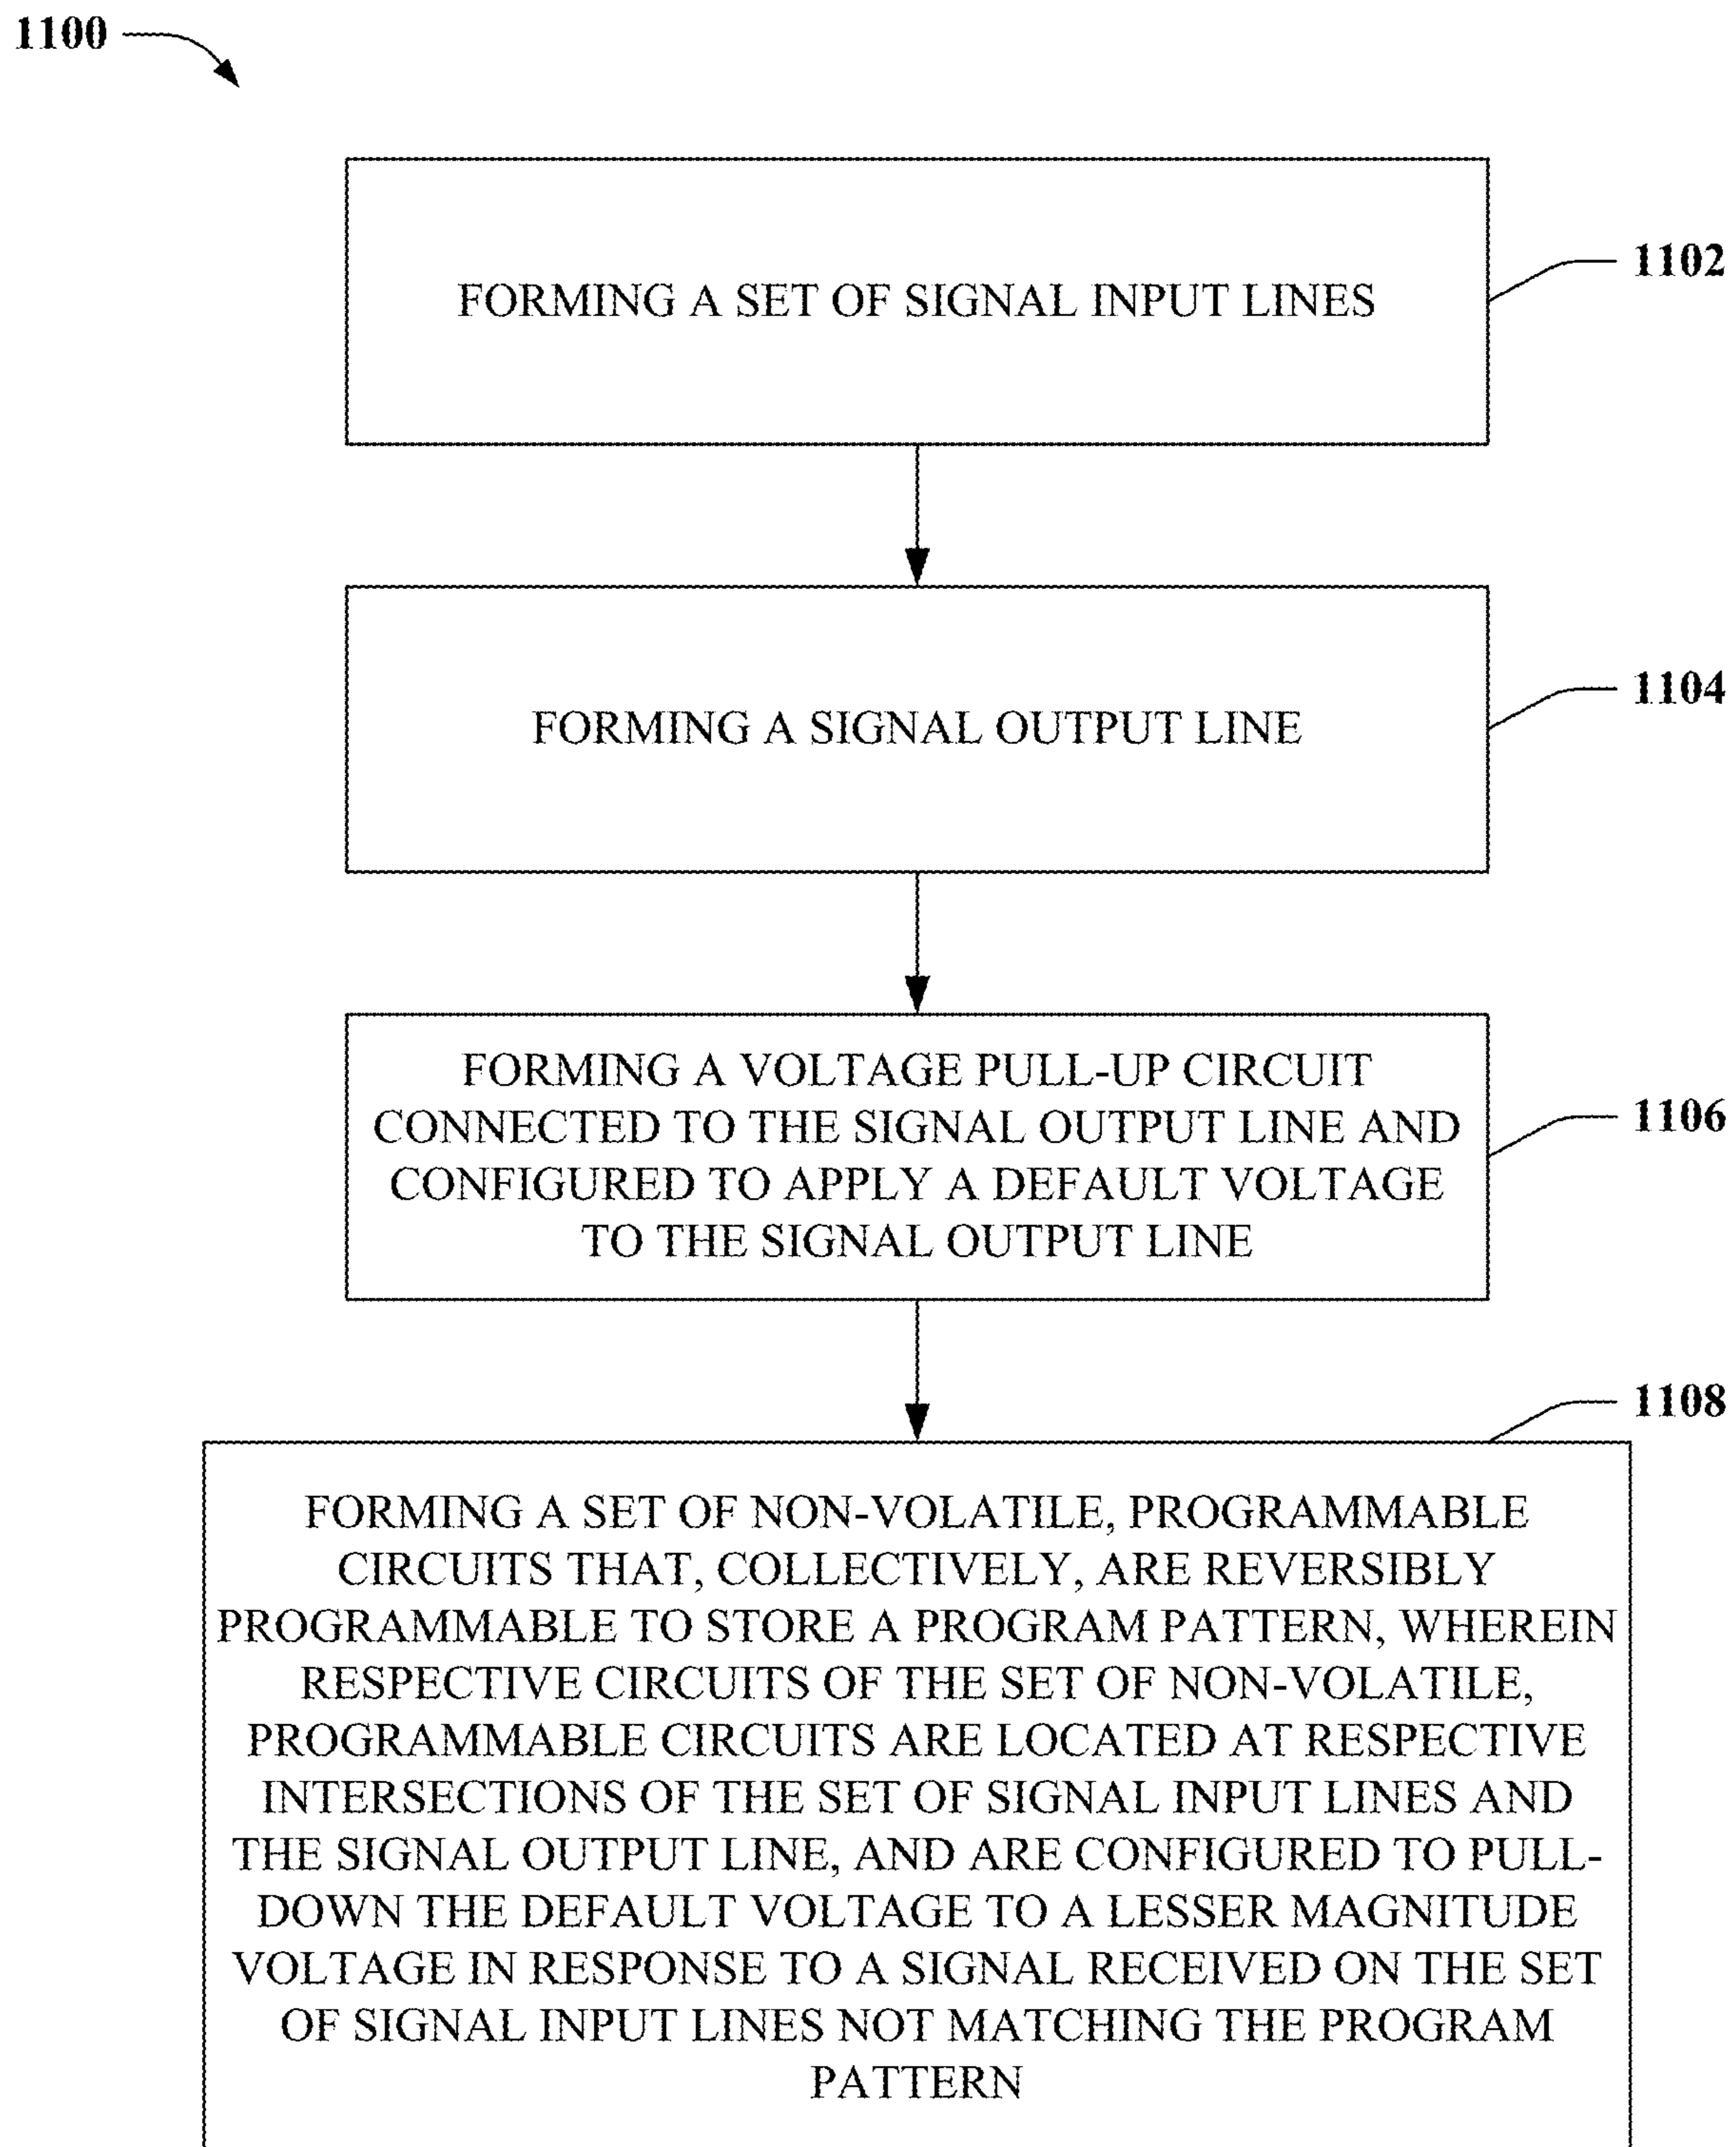 1100
FORMING A SET OF SIGNAL INPUT LINES
1102
FORMING A SIGNAL OUTPUT LINE
1104
FORMING A VOLTAGE PULL-UP CIRCUIT
CONNECTED TO THE SIGNAL OUTPUT LINE AND
CONFIGURED TO APPLY A DEFAULT VOLTAGE
TO THE SIGNAL OUTPUT LINE
1106
1108
FORMING A SET OF NON-VOLATILE, PROGRAMMABLE
CIRCUITS THAT, COLLECTIVELY, ARE REVERSIBLY
PROGRAMMABLE TO STORE A PROGRAM PATTERN, WHEREIN
RESPECTIVE CIRCUITS OF THE SET OF NON-VOLATILE,
PROGRAMMABLE CIRCUITS ARE LOCATED AT RESPECTIVE
INTERSECTIONS OF THE SET OF SIGNAL INPUT LINES AND
THE SIGNAL OUTPUT LINE, AND ARE CONFIGURED TO PULL-
DOWN THE DEFAULT VOLTAGE TO A LESSER MAGNITUDE
VOLTAGE IN RESPONSE TO A SIGNAL RECEIVED ON THE SET
OF SIGNAL INPUT LINES NOT MATCHING THE PROGRAM
PATTERN